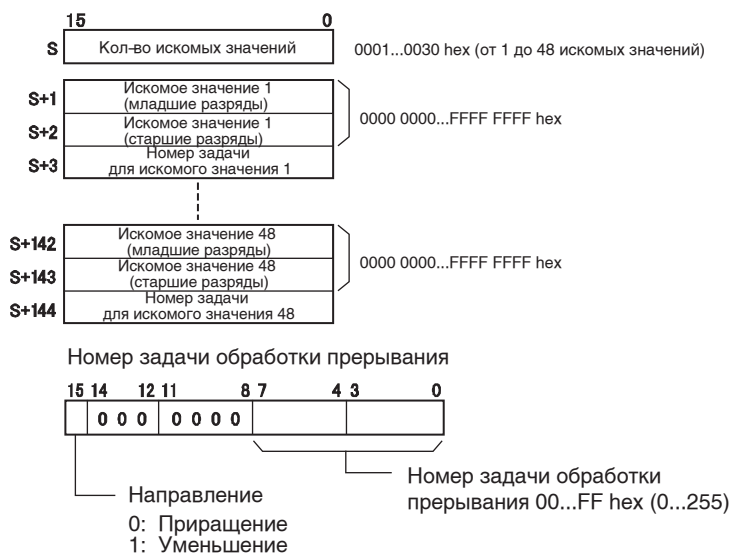 15 0
S Кол-во искомых значений 0001...0030 hex (от 1 до 48 искомых значений)
S+1 Искомое значение 1
(младшие разряды)
S+2 Искомое значение 1
(старшие разряды)
0000 0000...FFFF FFFF hex
S+3 Номер задачи
для искомого значения 1
S+142 Искомое значение 48
(младшие разряды)
S+143 Искомое значение 48
(старшие разряды)
0000 0000...FFFF FFFF hex
S+144 Номер задачи
для искомого значения 48
Номер задачи обработки прерывания
15 14 12 11 8 7 4 3 0
0 0 0 0 0 0 0
Номер задачи обработки
прерывания 00...FF hex (0...255)
Направление
0: Приращение
1: Уменьшение